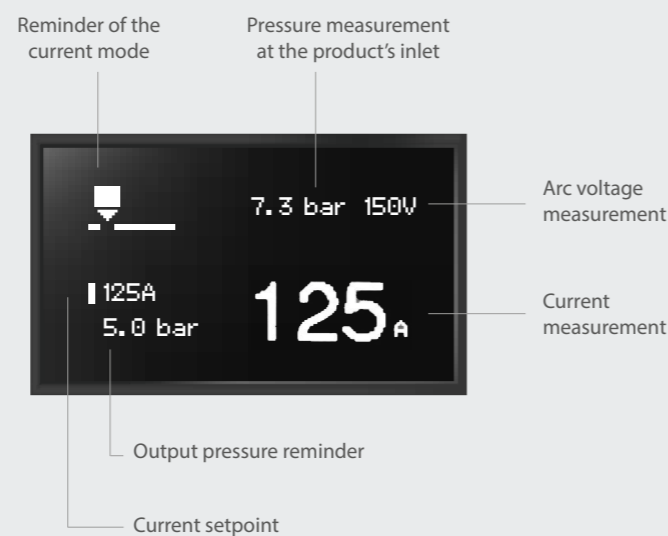 Reminder of the
current mode
Pressure measurement
at the product’s inlet
7.3 bar 150V
Arc voltage
measurement
125A
5.0 bar
125A
Current
measurement
Output pressure reminder
Current setpoint